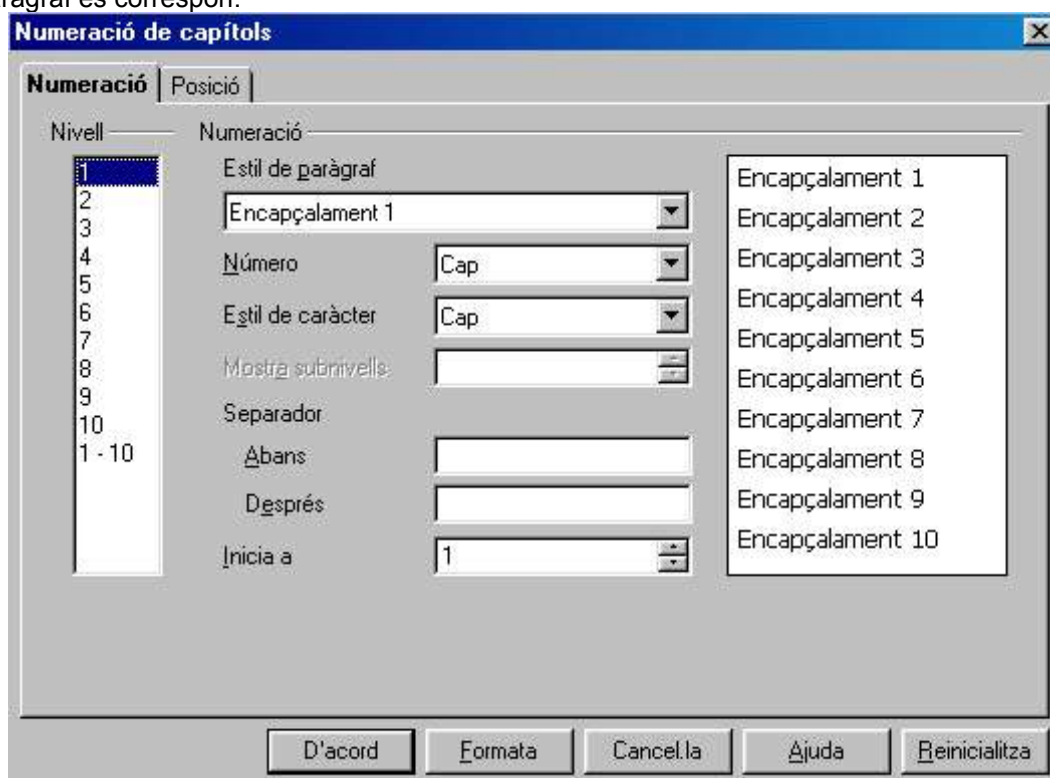 es correspon.
Numeració de capítols
Numeració Posició
Nivell
1
2
3
4
5
6
7
8
9
10
1 - 10
Numeració
Estil de paràgraf
Encapçalament 1
Número Cap
Estil de caràcter Cap
Mostra subnivells
Separador
Abans
Després
Inicia a 1
Encapçalament 1
Encapçalament 2
Encapçalament 3
Encapçalament 4
Encapçalament 5
Encapçalament 6
Encapçalament 7
Encapçalament 8
Encapçalament 9
Encapçalament 10
D'acord Formata Cancel.la Ajuda Reinicialitza